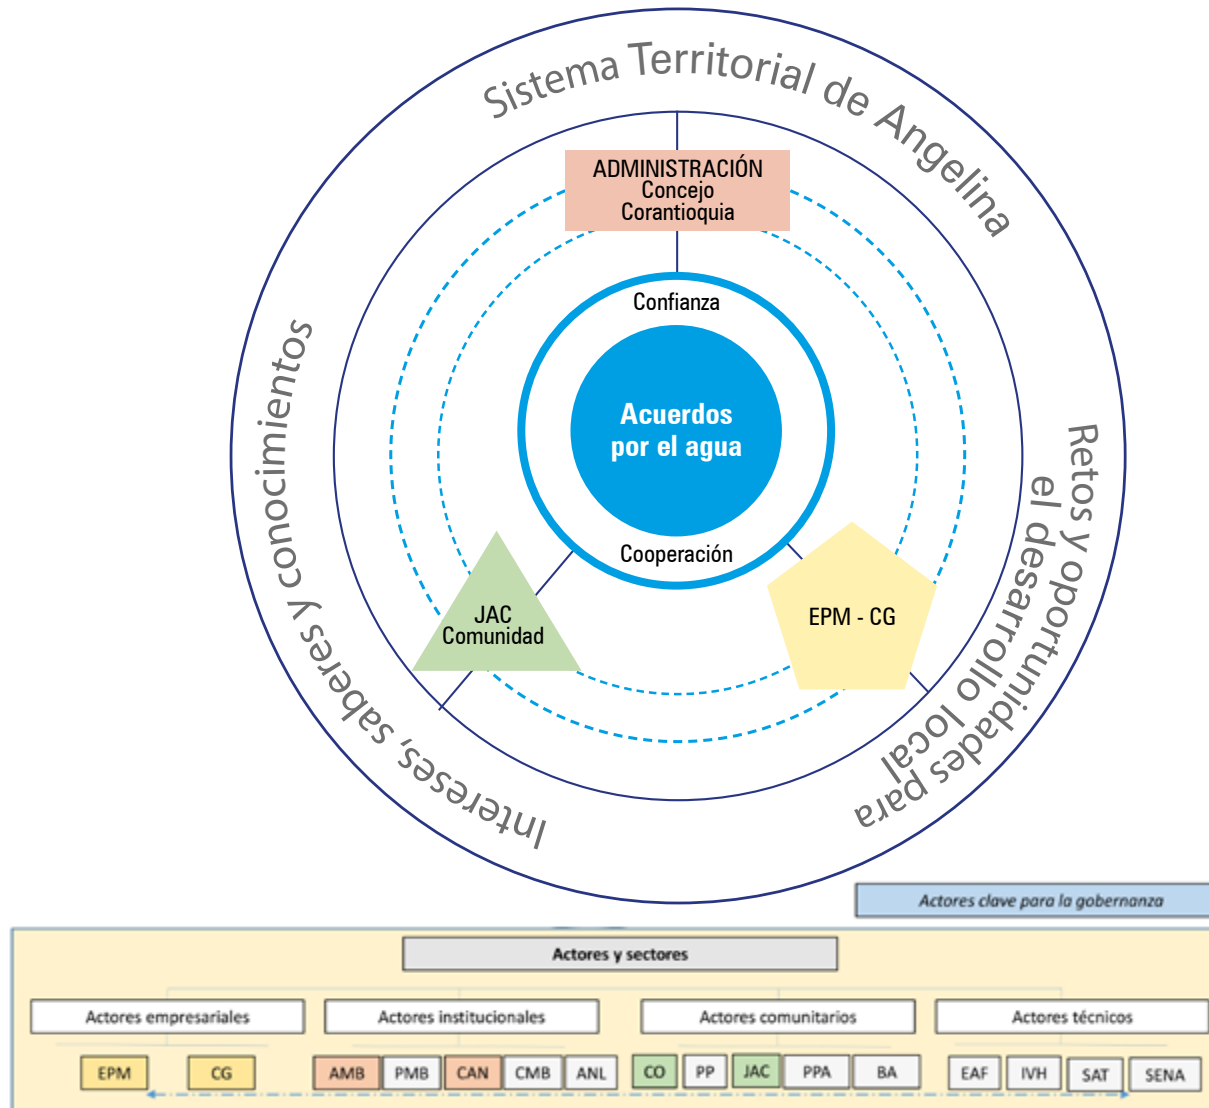 Sistema Territorial de Angelina
ADMINISTRACIÓN
Concejo
Corantioquia
Confianza
Acuerdos
por el agua
Cooperación
JAC
Comunidad
EPM - CG
Intereses, saberes y conocimientos
Retos y oportunidades para
el desarrollo local
Actores clave para la gobernanza
Actores y sectores
Actores empresariales
Actores institucionales
Actores comunitarios
Actores técnicos
EPM
CG
AMB
PMB
CAN
CMB
ANL
CO
PP
JAC
PPA
BA
EAF
IVH
SAT
SENA